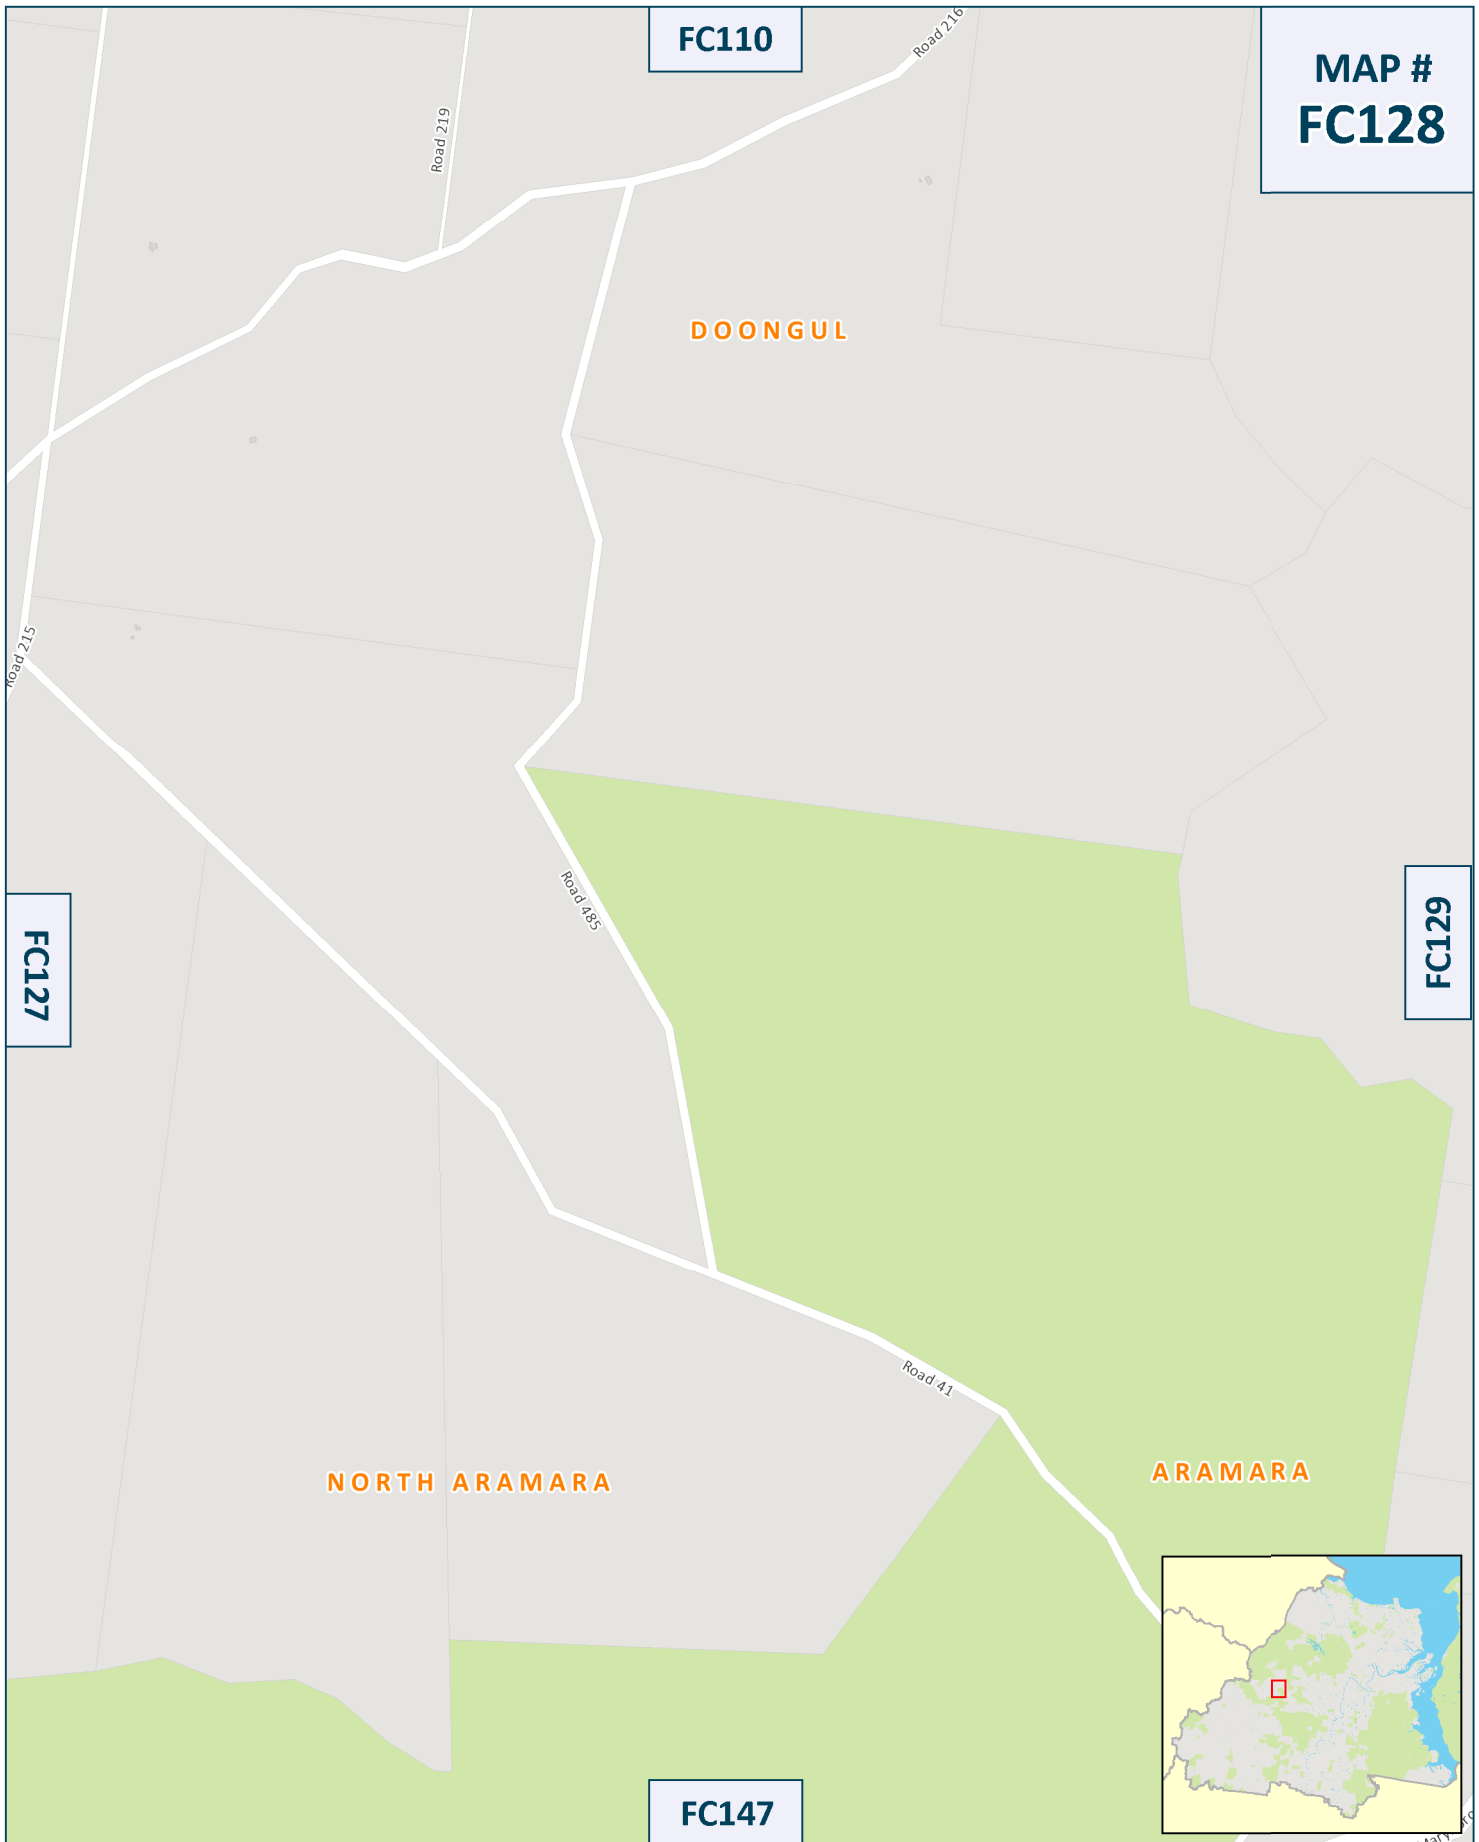 FC110
Road 216
MAP #
FC128
Road 219
DOONGUL
Road 215
Road 485
FC127
FC129
Road 41
NORTH ARAMARA
ARAMARA
FC147